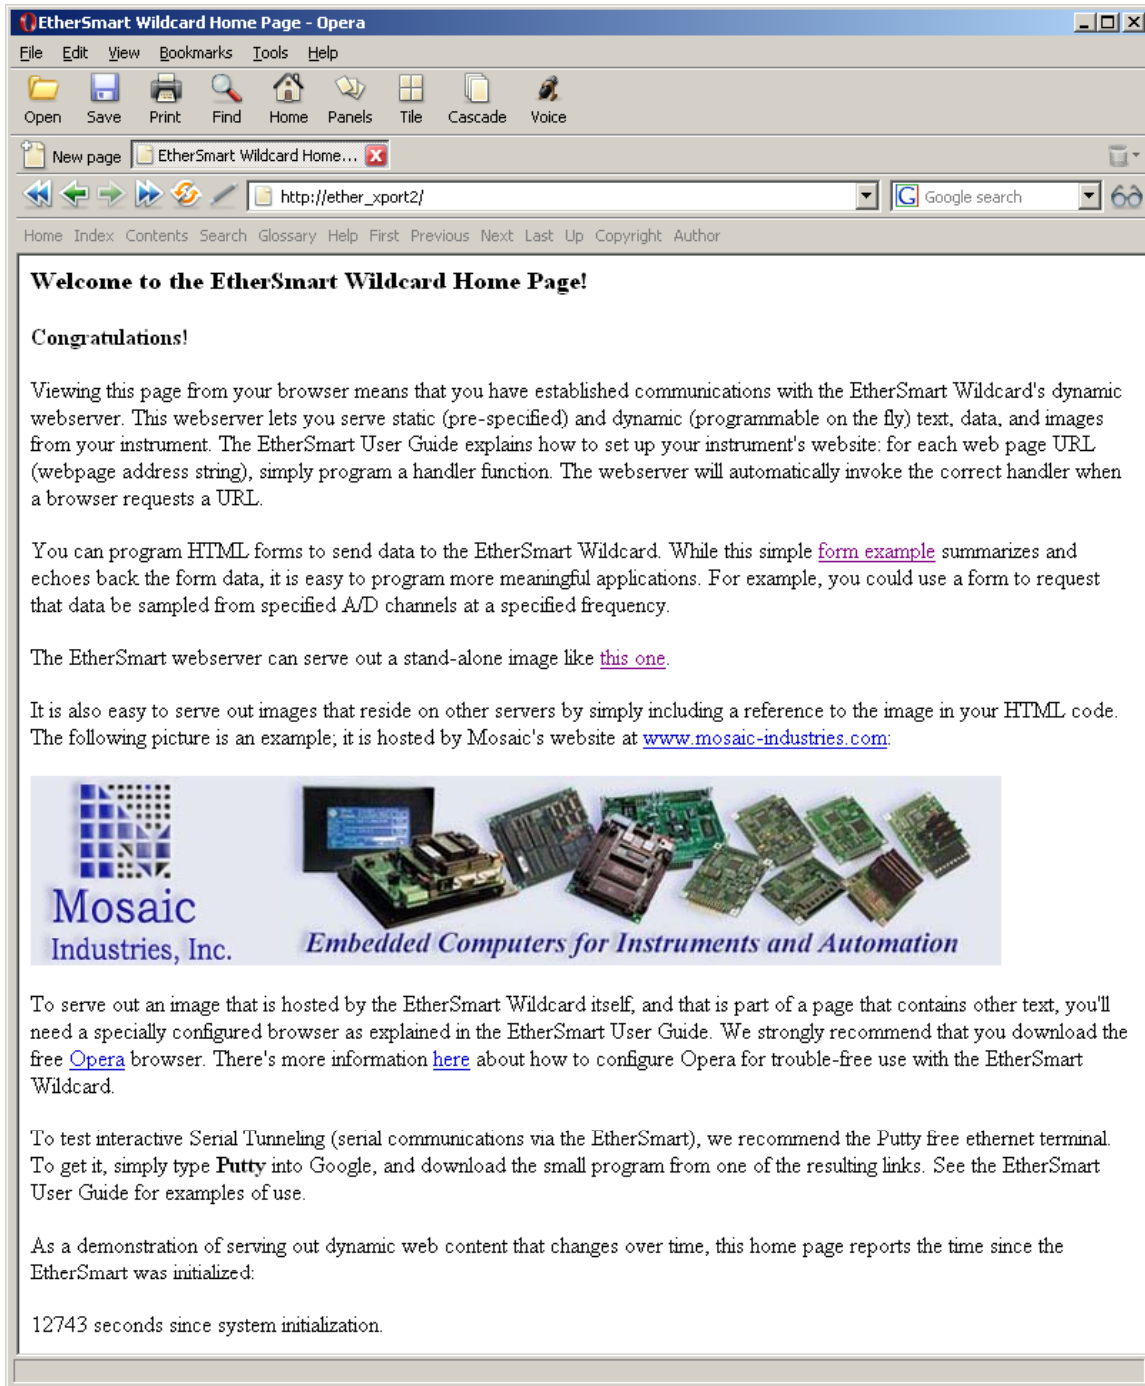 EtherSmart Wildcard Home Page - Opera
File Edit View Bookmarks Tools Help
Open Save Print Find Home Panels Tile Cascade Voice
New page EtherSmart Wildcard Home...
http://ether_xport2/ G Google search
Home Index Contents Search Glossary Help First Previous Next Last Up Copyright Author
Welcome to the EtherSmart Wildcard Home Page!
Congratulations!
Viewing this page from your browser means that you have established communications with the EtherSmart Wildcard's dynamic
webserver. This webserver lets you serve static (pre-specified) and dynamic (programmable on the fly) text, data, and images
from your instrument. The EtherSmart User Guide explains how to set up your instrument's website: for each web page URL
(webpage address string), simply program a handler function. The webserver will automatically invoke the correct handler when
a browser requests a URL.
You can program HTML forms to send data to the EtherSmart Wildcard. While this simple form example summarizes and
echoes back the form data, it is easy to program more meaningful applications. For example, you could use a form to request
that data be sampled from specified A/D channels at a specified frequency.
The EtherSmart webserver can serve out a stand-alone image like this one.
It is also easy to serve out images that reside on other servers by simply including a reference to the image in your HTML code.
The following picture is an example; it is hosted by Mosaic's website at www.mosaic-industries.com:
Mosaic
Industries, Inc.
Embedded Computers for Instruments and Automation
To serve out an image that is hosted by the EtherSmart Wildcard itself, and that is part of a page that contains other text, you'll
need a specially configured browser as explained in the EtherSmart User Guide. We strongly recommend that you download the
free Opera browser. There's more information here about how to configure Opera for trouble-free use with the EtherSmart
Wildcard.
To test interactive Serial Tunneling (serial communications via the EtherSmart), we recommend the Putty free ethernet terminal.
To get it, simply type Putty into Google, and download the small program from one of the resulting links. See the EtherSmart
User Guide for examples of use.
As a demonstration of serving out dynamic web content that changes over time, this home page reports the time since the
EtherSmart was initialized:
12743 seconds since system initialization.